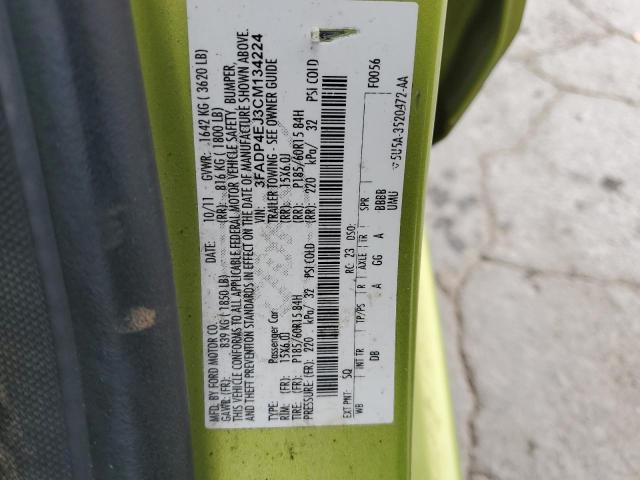 MFD. BY FORD MOTOR CO.
DATE: 10/11 GVWR: 1642 KG ( 3620 LB)
GAWR: (FR): 839 KG ( 1850LB) (RR): 816 KG ( 1800 LB)
THIS VEHICLE CONFORMS TO ALL APPLICABLE FEDERAL MOTOR VEHICLE SAFETY, BUMPER,
AND THEFT PREVENTION STANDARDS IN EFFECT ON THE DATE OF MANUFACTURE SHOWN ABOVE.
VIN: 3FADP4EJ3CM134224
TYPE: Passenger Car TRAILER TOWING - SEE OWNER GUIDE
RIM: (FR): 15X6.0J (RR): 15X6.0J
TIRE: (FR): P185/60R15 84H (RR): P185/60R15 84H
PRESSURE (FR): 220 kPa/ 32 PSI COLD (RR): 220 kPa/ 32 PSI COLD
EXT PNT: SQ RC: 23 DSO: F0056
WB INT TR TP/PS R AXLE TR SPR
DB A GG A BBBB
UMU
5U5A-3520472-AA